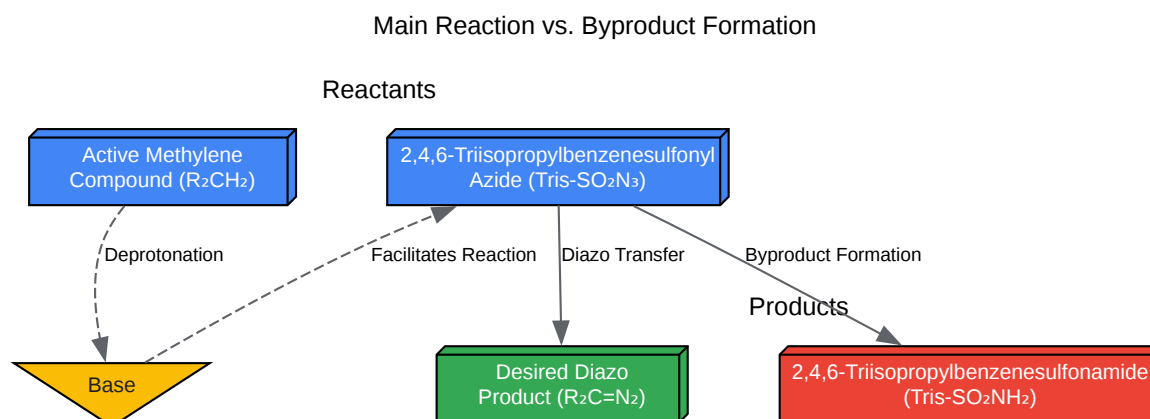 Main Reaction vs. Byproduct Formation
Reactants
Active Methylene
Compound (R₂CH₂)
2,4,6-Triisopropylbenzenesulfonyl
Azide (Tris-SO₂N₃)
Deprotonation
Facilitates Reaction
Diazo Transfer
Byproduct Formation
Products
Base
Desired Diazo
Product (R₂C=N₂)
2,4,6-Triisopropylbenzenesulfonamide
(Tris-SO₂NH₂)